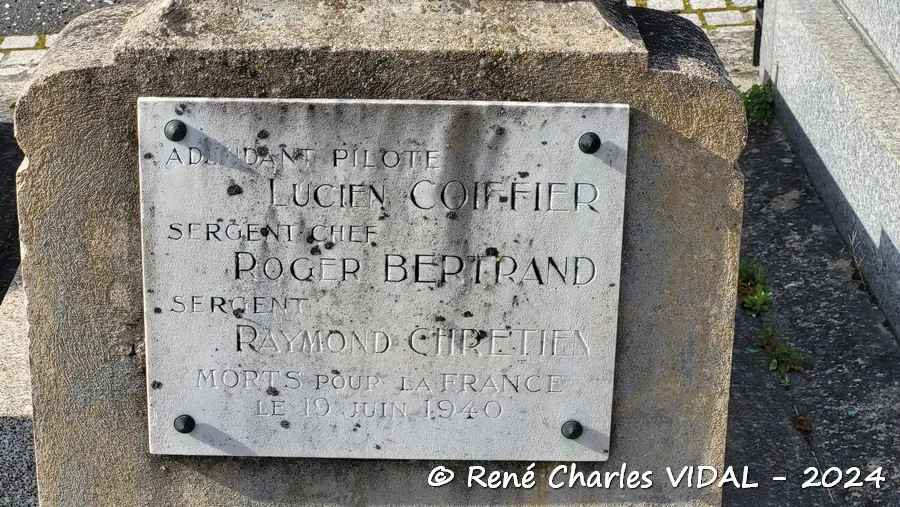 ADJUDANT PILOTE
LUCIEN COIFFIER
SERGENT CHEF
ROGER BERTRAND
SERGENT
RAYMOND CHRETIEN
MORTS POUR LA FRANCE
LE 19 JUIN 1940
© René Charles VIDAL - 2024